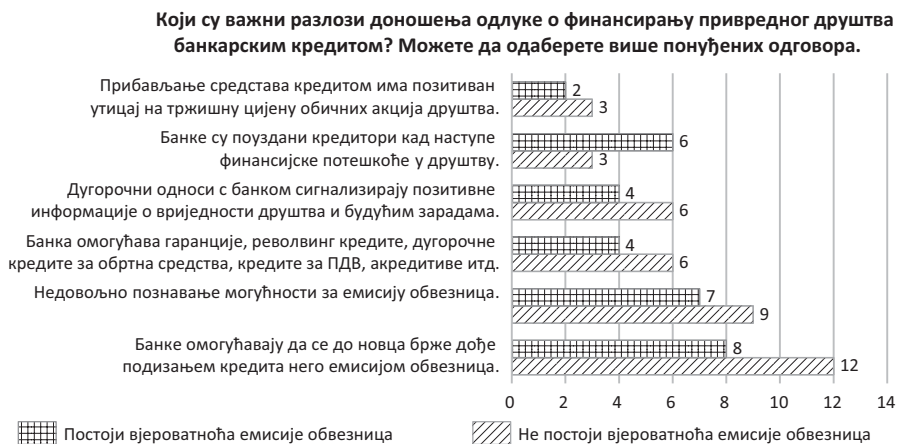 Који су важни разлози доношења одлуке о финансирању привредног друштва
банкарским кредитом? Можете да одаберете више понуђених одговора.
Прибављање средстава кредитом има позитиван
утицај на тржишну цијену обичних акција друштва.
2
3
Банке су поуздани кредитори кад наступе
финансијске потешкоће у друштву.
6
3
Дугорочни односи с банком сигнализирају позитивне
информације о вриједности друштва и будућим зарадама.
4
6
Банка омогућава гаранције, револвинг кредите, дугорочне
кредите за обртна средства, кредите за ПДВ, акредитиве итд.
4
6
Недовољно познавање могућности за емисију обвезница.
7
9
Банке омогућавају да се до новца брже дође
подизањем кредита него емисијом обвезница.
8
12
0 2 4 6 8 10 12 14
Постоји вјероватноћа емисије обвезница
Не постоји вјероватноћа емисије обвезница